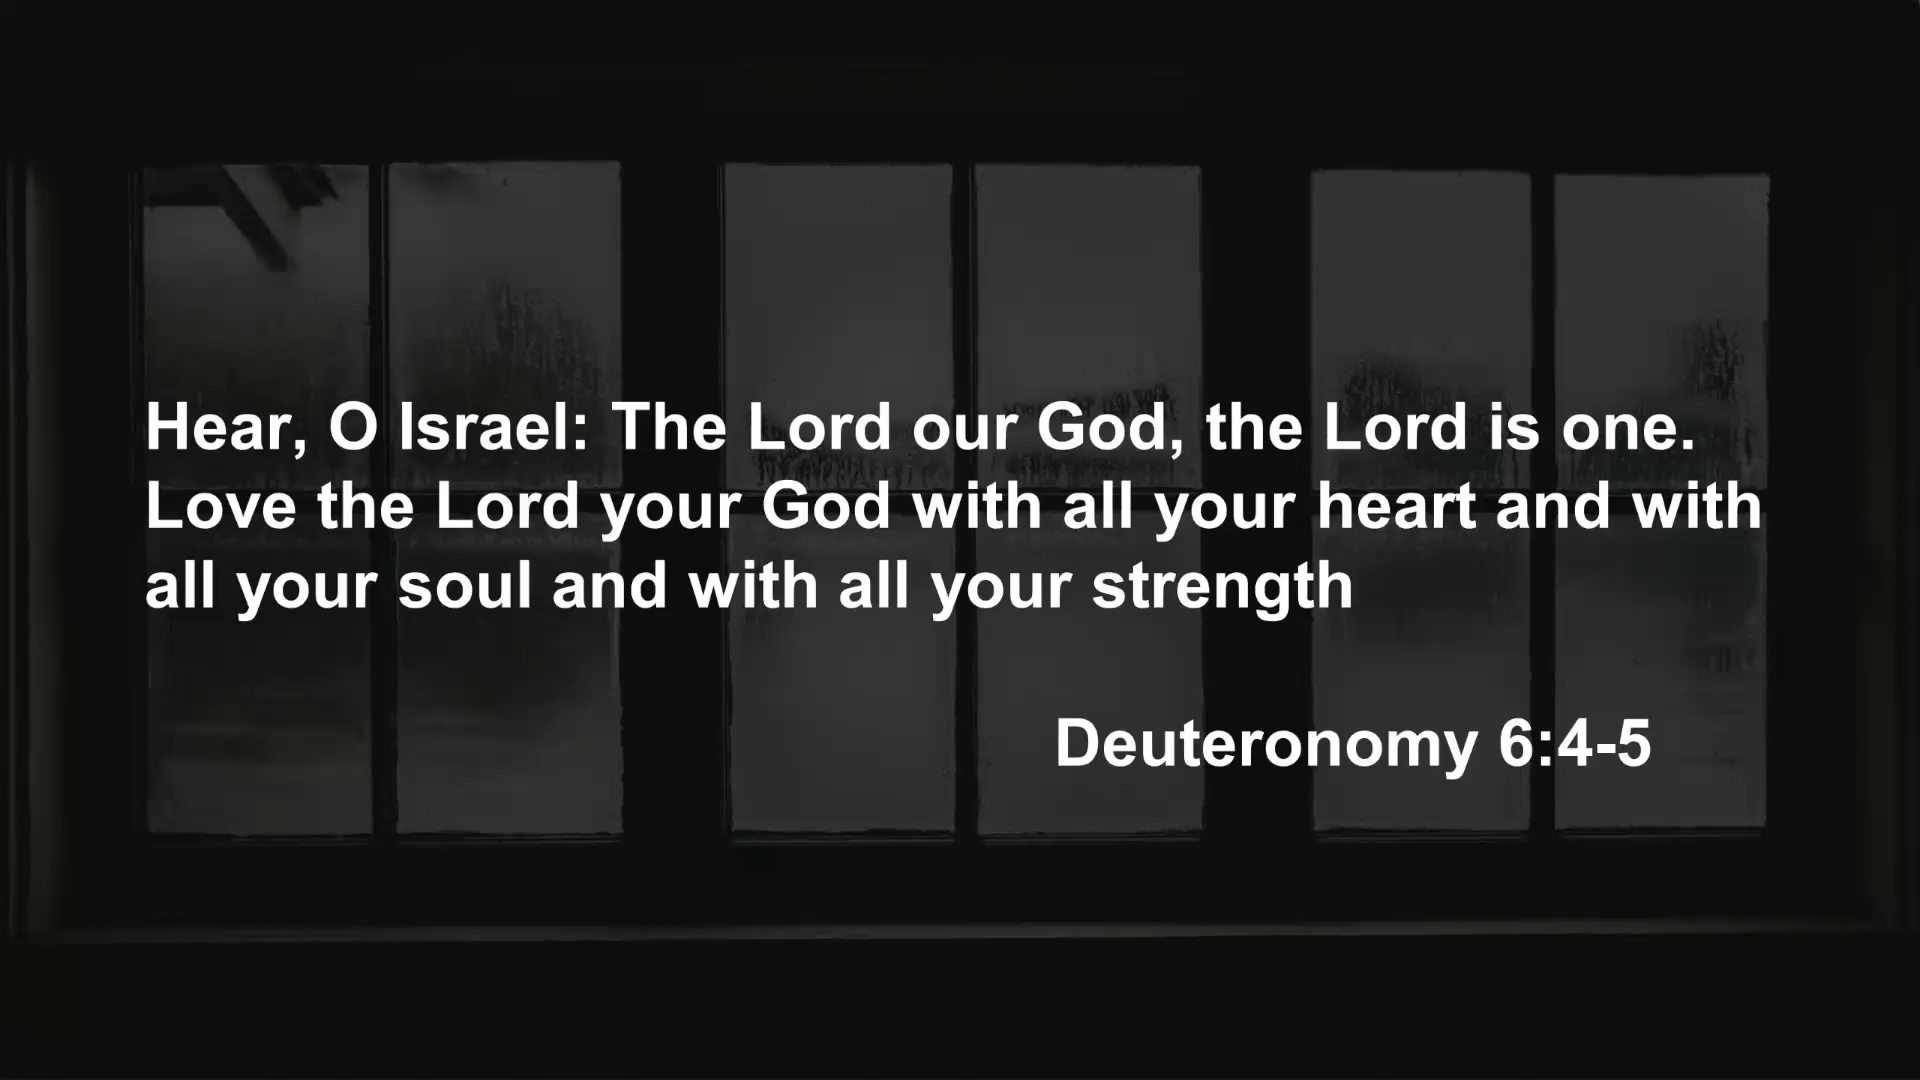 Hear, O Israel: The Lord our God, the Lord is one.
Love the Lord your God with all your heart and with
all your soul and with all your strength
Deuteronomy 6:4-5